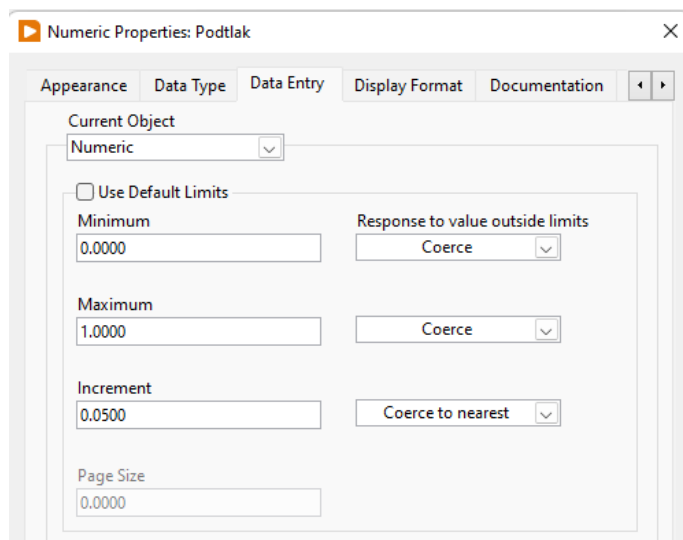 Numeric Properties: Podtlak
Appearance Data Type Data Entry Display Format Documentation
Current Object
Numeric
Use Default Limits
Minimum Response to value outside limits
0.0000 Coerce
Maximum
1.0000 Coerce
Increment
0.0500 Coerce to nearest
Page Size
0.0000